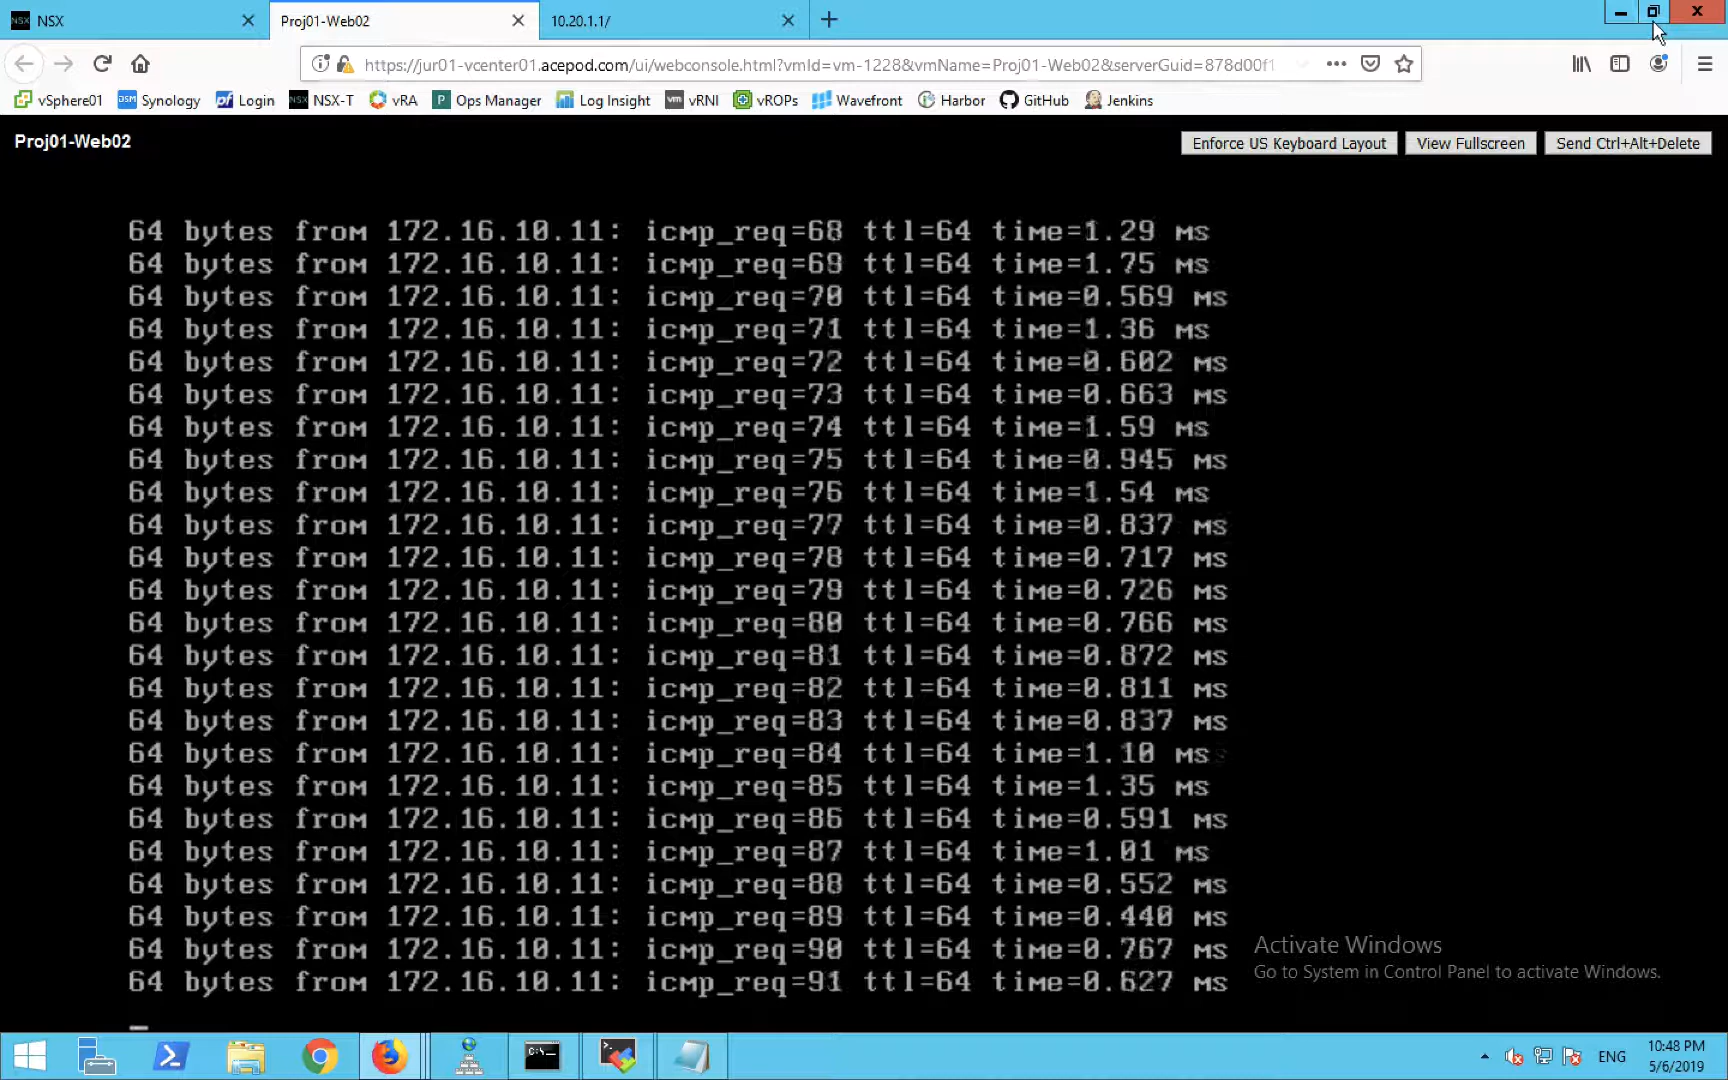 NSX
Proj01-Web02
10.20.1.1/
https://jur01-vcenter01.acepod.com/ui/webconsole.html?vmId=vm-1228&vmName=Proj01-Web02&serverGuid=878d00f1
vSphere01 Synology Login NSX-T vRA Ops Manager Log Insight vRNI vROPs Wavefront Harbor GitHub Jenkins
Proj01-Web02
Enforce US Keyboard Layout View Fullscreen Send Ctrl+Alt+Delete
64 bytes from 172.16.10.11: icmp_req=68 ttl=64 time=1.29 ms
64 bytes from 172.16.10.11: icmp_req=69 ttl=64 time=1.75 ms
64 bytes from 172.16.10.11: icmp_req=70 ttl=64 time=0.569 ms
64 bytes from 172.16.10.11: icmp_req=71 ttl=64 time=1.36 ms
64 bytes from 172.16.10.11: icmp_req=72 ttl=64 time=0.602 ms
64 bytes from 172.16.10.11: icmp_req=73 ttl=64 time=0.663 ms
64 bytes from 172.16.10.11: icmp_req=74 ttl=64 time=1.59 ms
64 bytes from 172.16.10.11: icmp_req=75 ttl=64 time=0.945 ms
64 bytes from 172.16.10.11: icmp_req=76 ttl=64 time=1.54 ms
64 bytes from 172.16.10.11: icmp_req=77 ttl=64 time=0.837 ms
64 bytes from 172.16.10.11: icmp_req=78 ttl=64 time=0.717 ms
64 bytes from 172.16.10.11: icmp_req=79 ttl=64 time=0.726 ms
64 bytes from 172.16.10.11: icmp_req=80 ttl=64 time=0.766 ms
64 bytes from 172.16.10.11: icmp_req=81 ttl=64 time=0.872 ms
64 bytes from 172.16.10.11: icmp_req=82 ttl=64 time=0.811 ms
64 bytes from 172.16.10.11: icmp_req=83 ttl=64 time=0.837 ms
64 bytes from 172.16.10.11: icmp_req=84 ttl=64 time=1.10 ms
64 bytes from 172.16.10.11: icmp_req=85 ttl=64 time=1.35 ms
64 bytes from 172.16.10.11: icmp_req=86 ttl=64 time=0.591 ms
64 bytes from 172.16.10.11: icmp_req=87 ttl=64 time=1.01 ms
64 bytes from 172.16.10.11: icmp_req=88 ttl=64 time=0.552 ms
64 bytes from 172.16.10.11: icmp_req=89 ttl=64 time=0.440 ms
64 bytes from 172.16.10.11: icmp_req=90 ttl=64 time=0.767 ms
64 bytes from 172.16.10.11: icmp_req=91 ttl=64 time=0.627 ms
Activate Windows
Go to System in Control Panel to activate Windows.
ENG
10:48 PM
5/6/2019